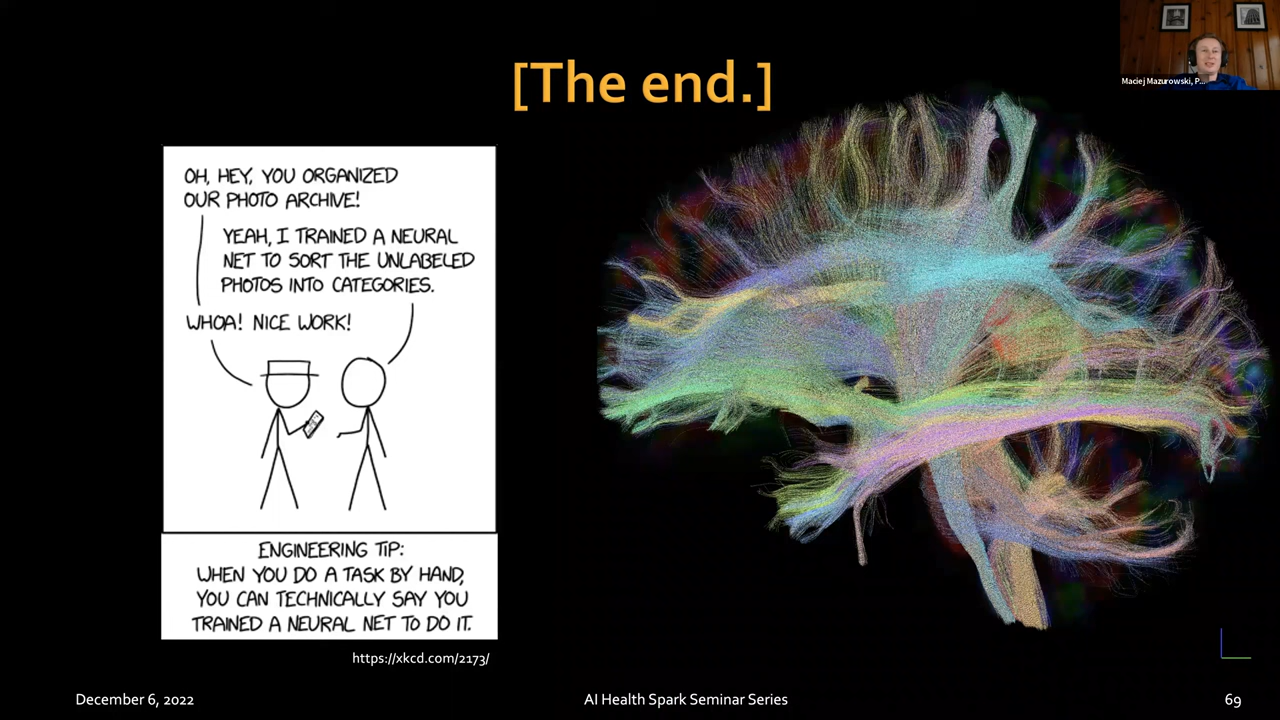 [The end.]
Maciej Mazurowski, P...
OH, HEY, YOU ORGANIZED
OUR PHOTO ARCHIVE!
YEAH, I TRAINED A NEURAL
NET TO SORT THE UNLABELED
PHOTOS INTO CATEGORIES.
WHOA! NICE WORK!
ENGINEERING TIP:
WHEN YOU DO A TASK BY HAND,
YOU CAN TECHNICALLY SAY YOU
TRAINED A NEURAL NET TO DO IT.
https://xkcd.com/2173/
December 6, 2022
AI Health Spark Seminar Series
69